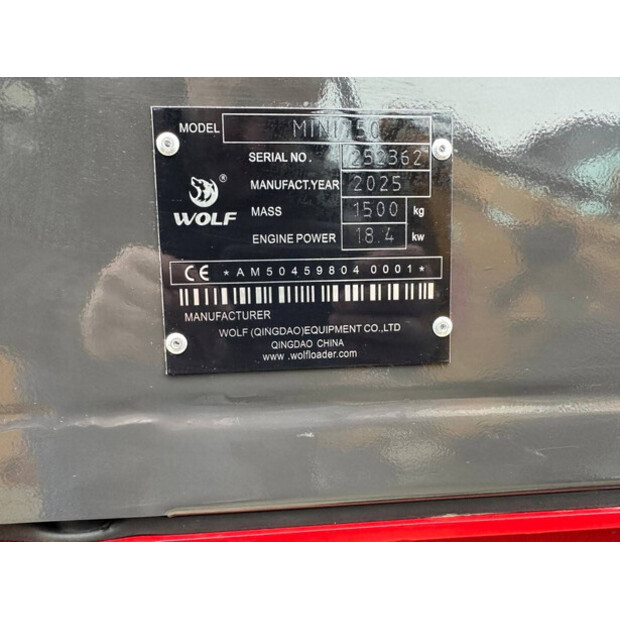 MODEL MINI750
SERIAL NO. 252362
MANUFACT.YEAR 2025
MASS 1500 kg
ENGINE POWER 18.4 kw
WOLF ®
CE *AM50459804 0001*
MANUFACTURER
WOLF (QINGDAO)EQUIPMENT CO.,LTD
QINGDAO CHINA
www .wolfloader.com